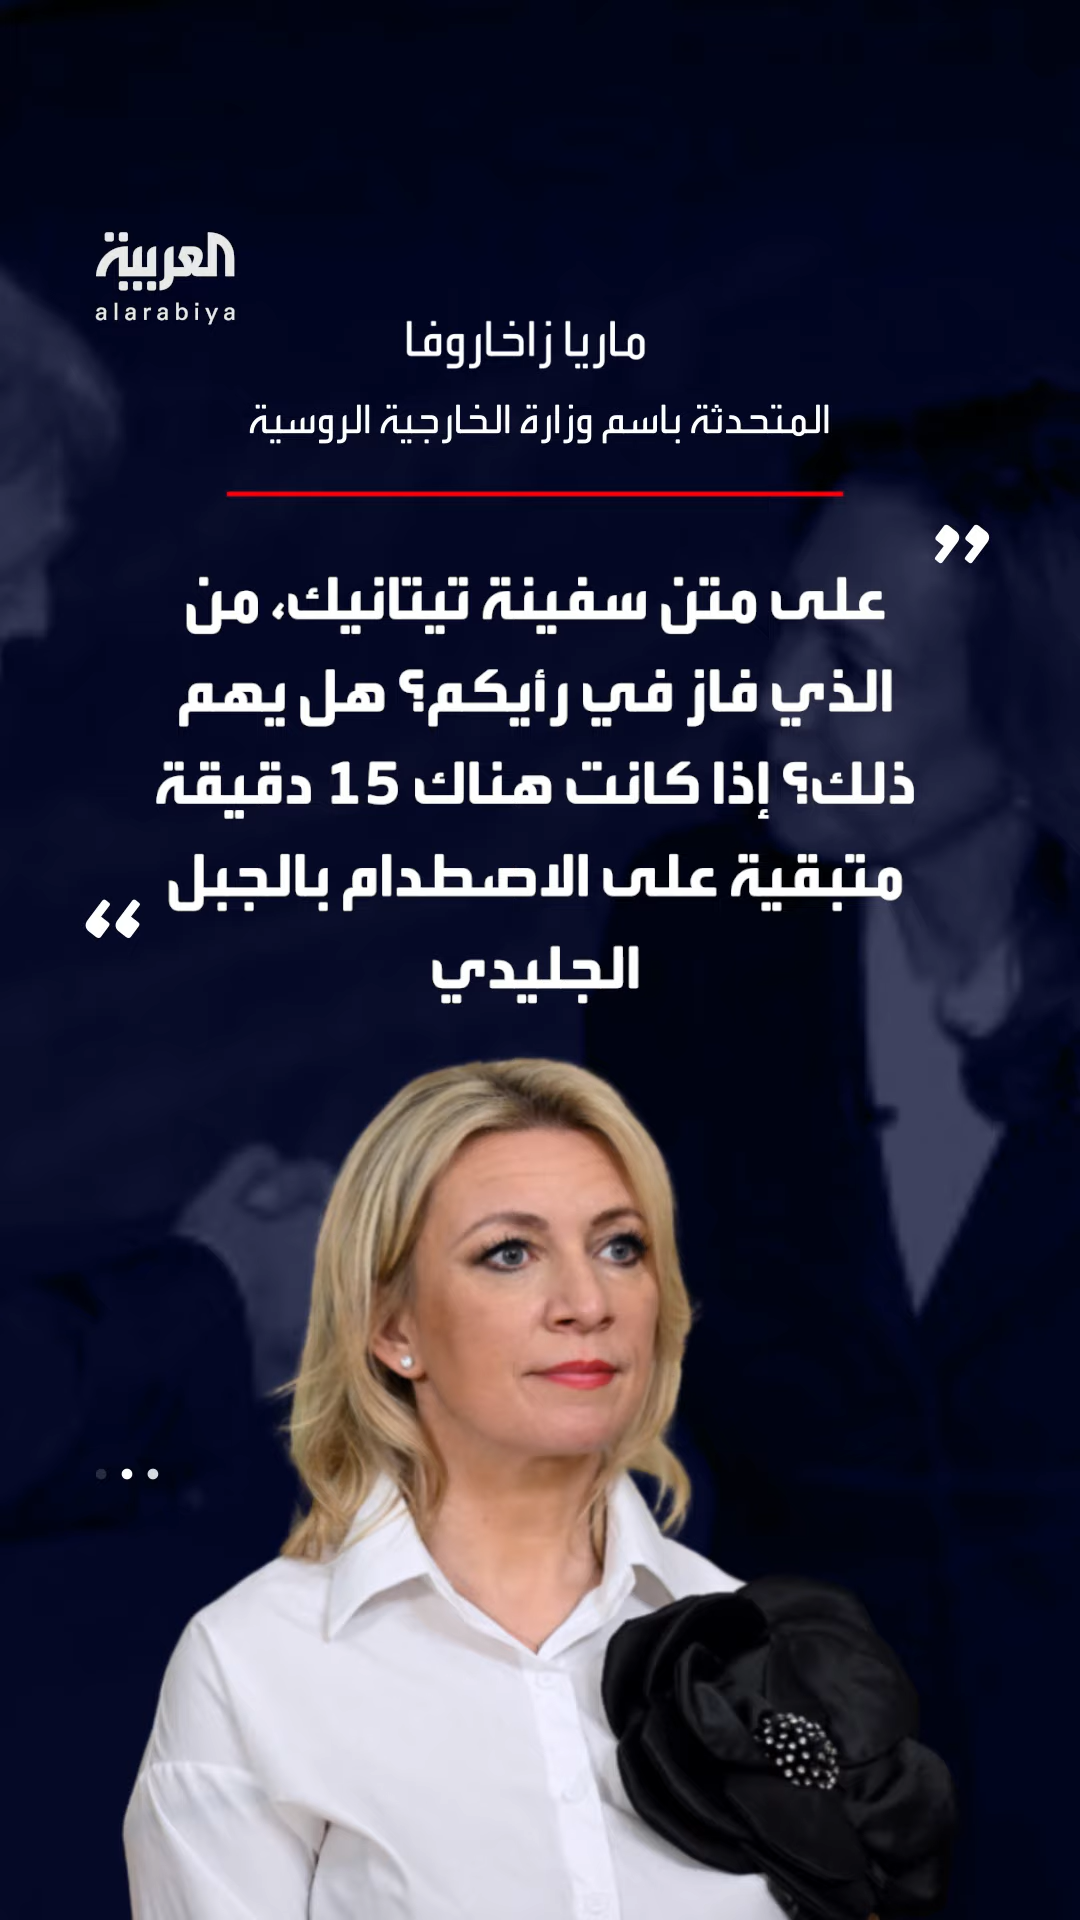 العربية
alarabiya
ماريا زاخاروفا
المتحدثة باسم وزارة الخارجية الروسية
”
على متن سفينة تيتانيك، من
الذي فاز في رأيكم؟ هل يهم
ذلك؟ إذا كانت هناك 15 دقيقة
متبقية على الاصطدام بالجبل
الجليدي
“